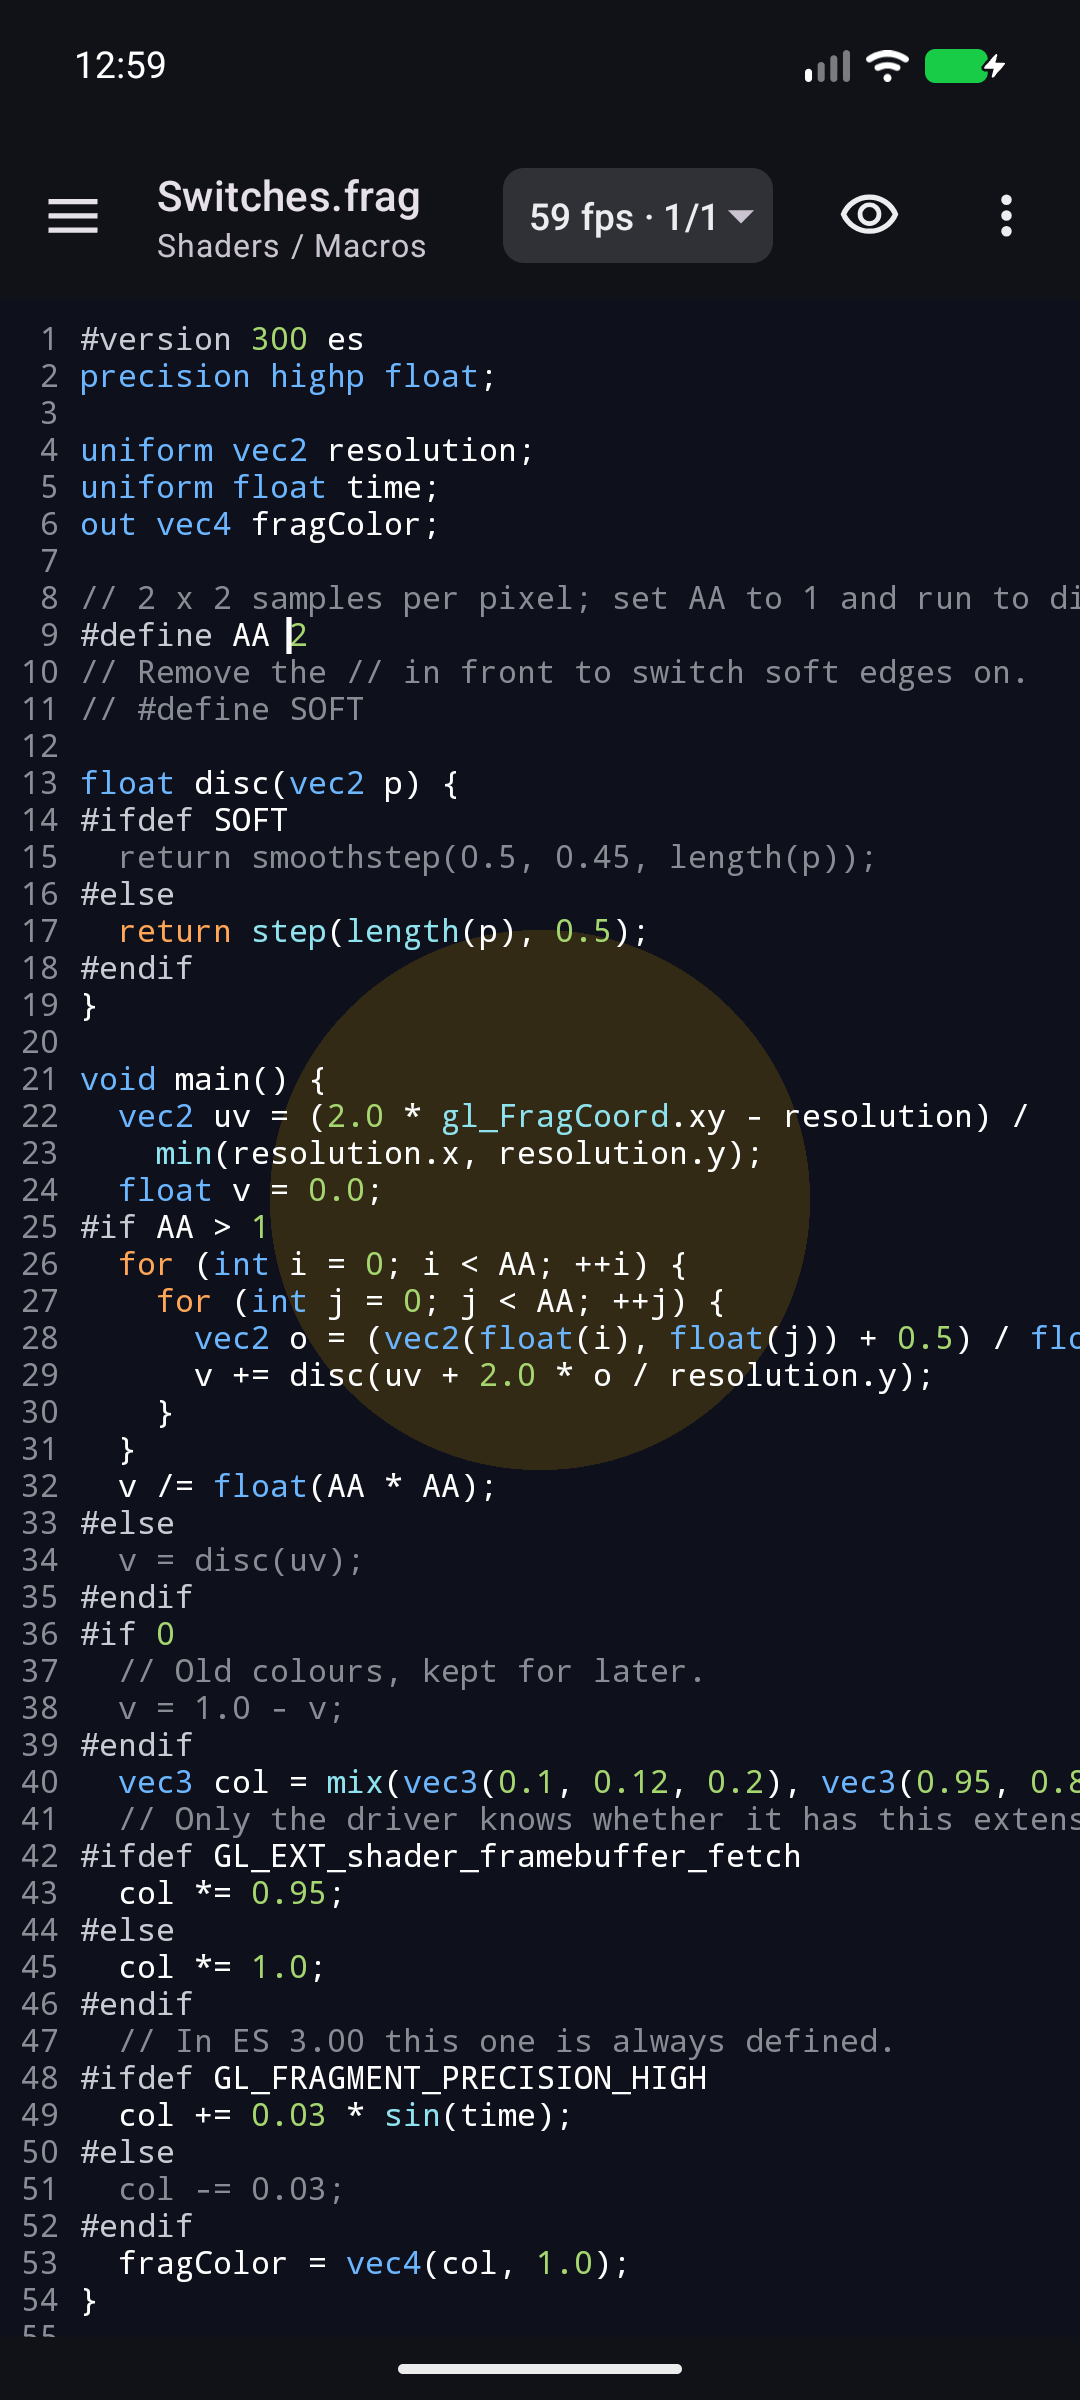 12:59
Switches.frag
Shaders / Macros
59 fps · 1/1
1 #version 300 es
2 precision highp float;
3
4 uniform vec2 resolution;
5 uniform float time;
6 out vec4 fragColor;
7
8 // 2 x 2 samples per pixel; set AA to 1 and run to di
9 #define AA 2
10 // Remove the // in front to switch soft edges on.
11 // #define SOFT
12
13 float disc(vec2 p) {
14 #ifdef SOFT
15   return smoothstep(0.5, 0.45, length(p));
16 #else
17   return step(length(p), 0.5);
18 #endif
19 }
20
21 void main() {
22   vec2 uv = (2.0 * gl_FragCoord.xy - resolution) /
23     min(resolution.x, resolution.y);
24   float v = 0.0;
25 #if AA > 1
26   for (int i = 0; i < AA; ++i) {
27     for (int j = 0; j < AA; ++j) {
28       vec2 o = (vec2(float(i), float(j)) + 0.5) / flo
29       v += disc(uv + 2.0 * o / resolution.y);
30     }
31   }
32   v /= float(AA * AA);
33 #else
34   v = disc(uv);
35 #endif
36 #if 0
37   // Old colours, kept for later.
38   v = 1.0 - v;
39 #endif
40   vec3 col = mix(vec3(0.1, 0.12, 0.2), vec3(0.95, 0.8
41   // Only the driver knows whether it has this extens
42 #ifdef GL_EXT_shader_framebuffer_fetch
43   col *= 0.95;
44 #else
45   col *= 1.0;
46 #endif
47   // In ES 3.00 this one is always defined.
48 #ifdef GL_FRAGMENT_PRECISION_HIGH
49   col += 0.03 * sin(time);
50 #else
51   col -= 0.03;
52 #endif
53   fragColor = vec4(col, 1.0);
54 }
55